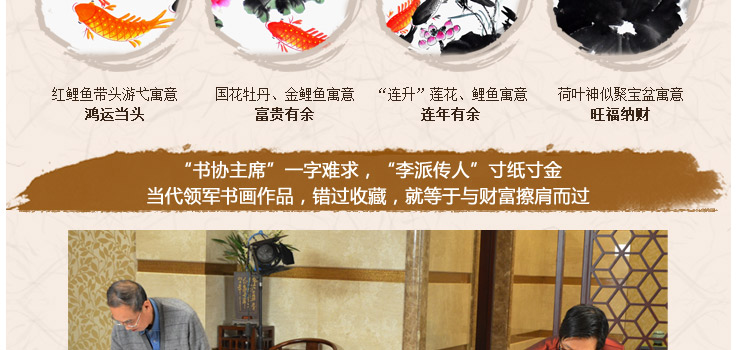 红鲤鱼带头游弋寓意
鸿运当头
国花牡丹、金鲤鱼寓意
富贵有余
“连升”莲花、鲤鱼寓意
连年有余
荷叶神似聚宝盆寓意
旺福纳财
“书协主席”一字难求，“李派传人”寸纸寸金
当代领军书画作品，错过收藏，就等于与财富擦肩而过